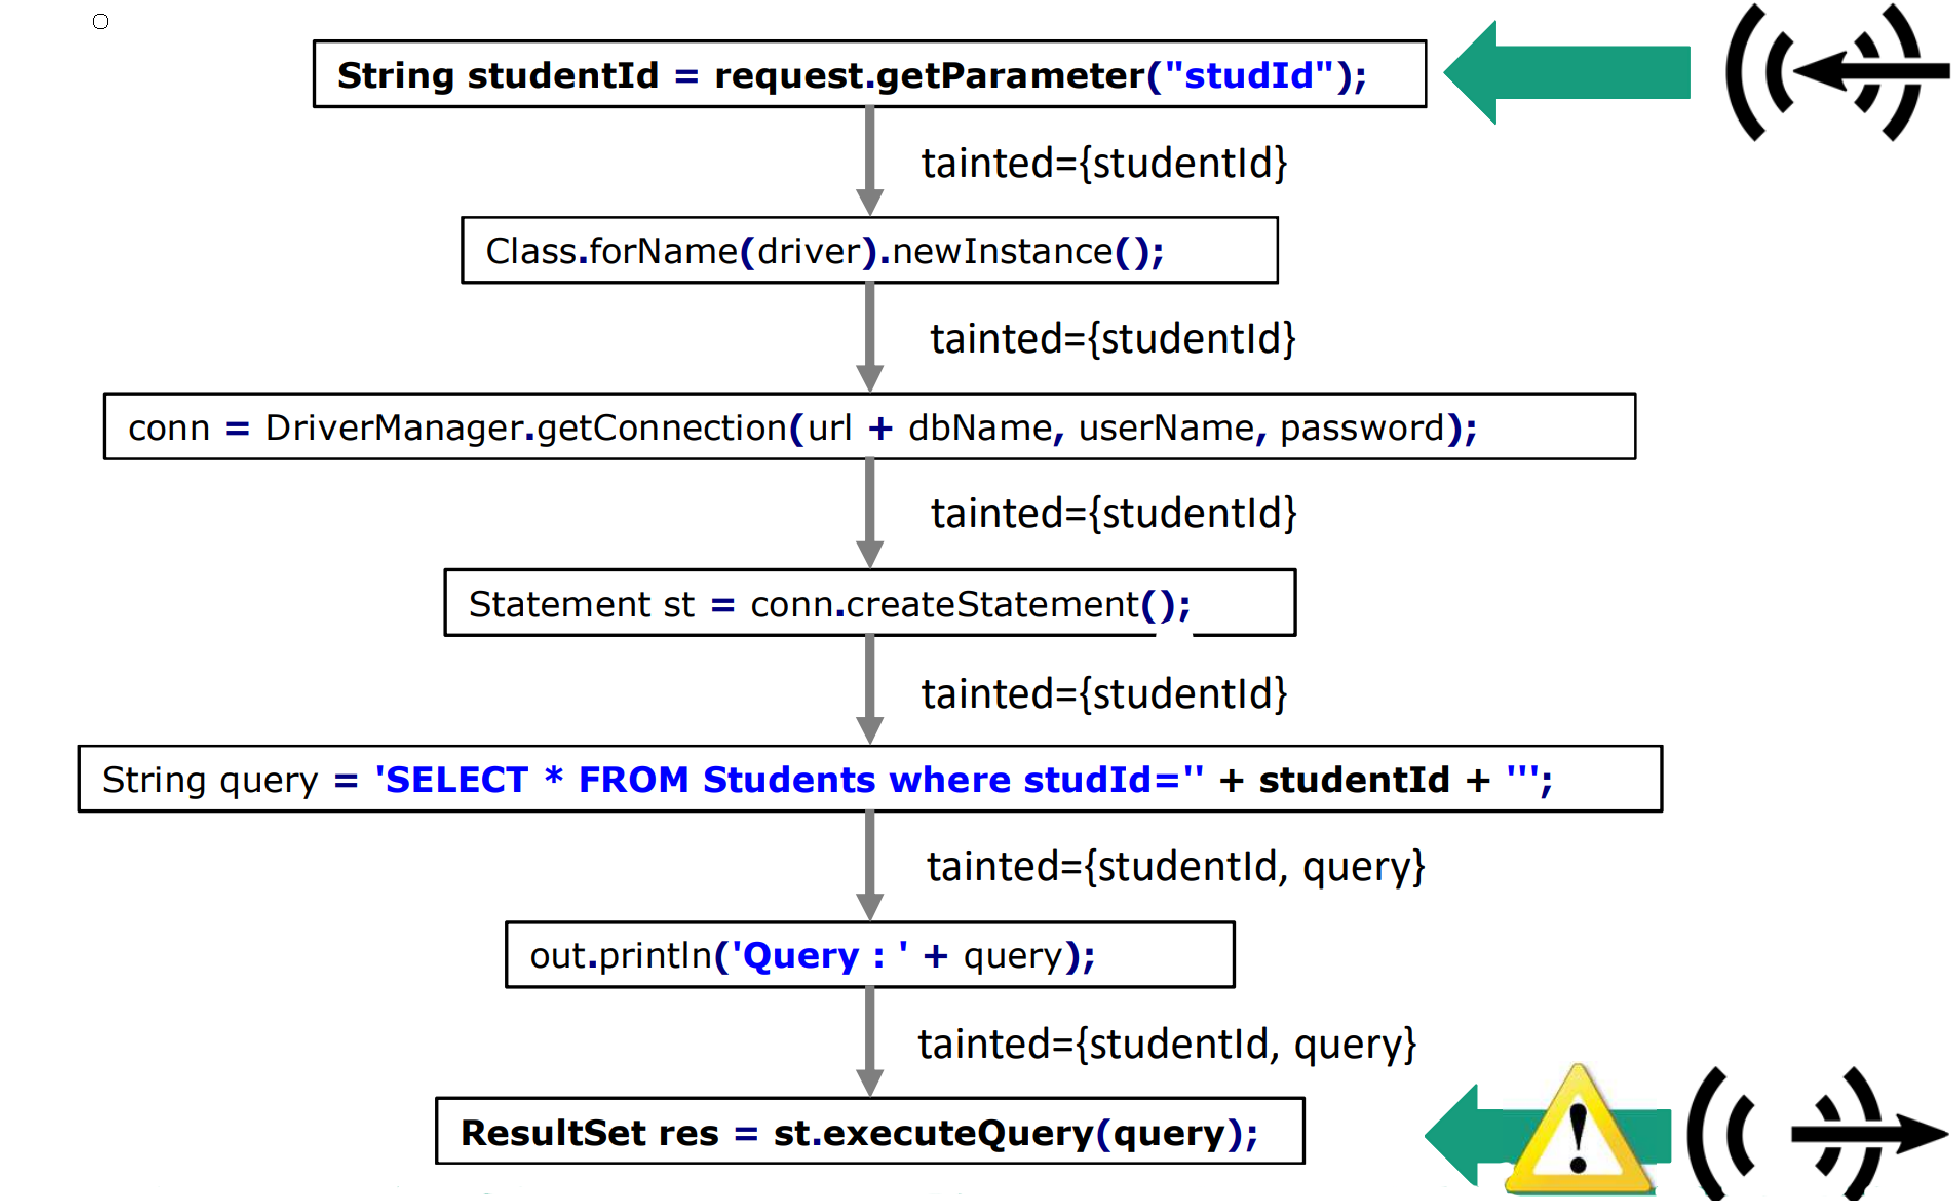 String studentId = request.getParameter("studId");
tainted={studentId}
Class.forName(driver).newInstance();
tainted={studentId}
conn = DriverManager.getConnection(url + dbName, userName, password);
tainted={studentId}
Statement st = conn.createStatement();
tainted={studentId}
String query = 'SELECT * FROM Students where studId='' + studentId + ''';
tainted={studentId, query}
out.println('Query : ' + query);
tainted={studentId, query}
ResultSet res = st.executeQuery(query);